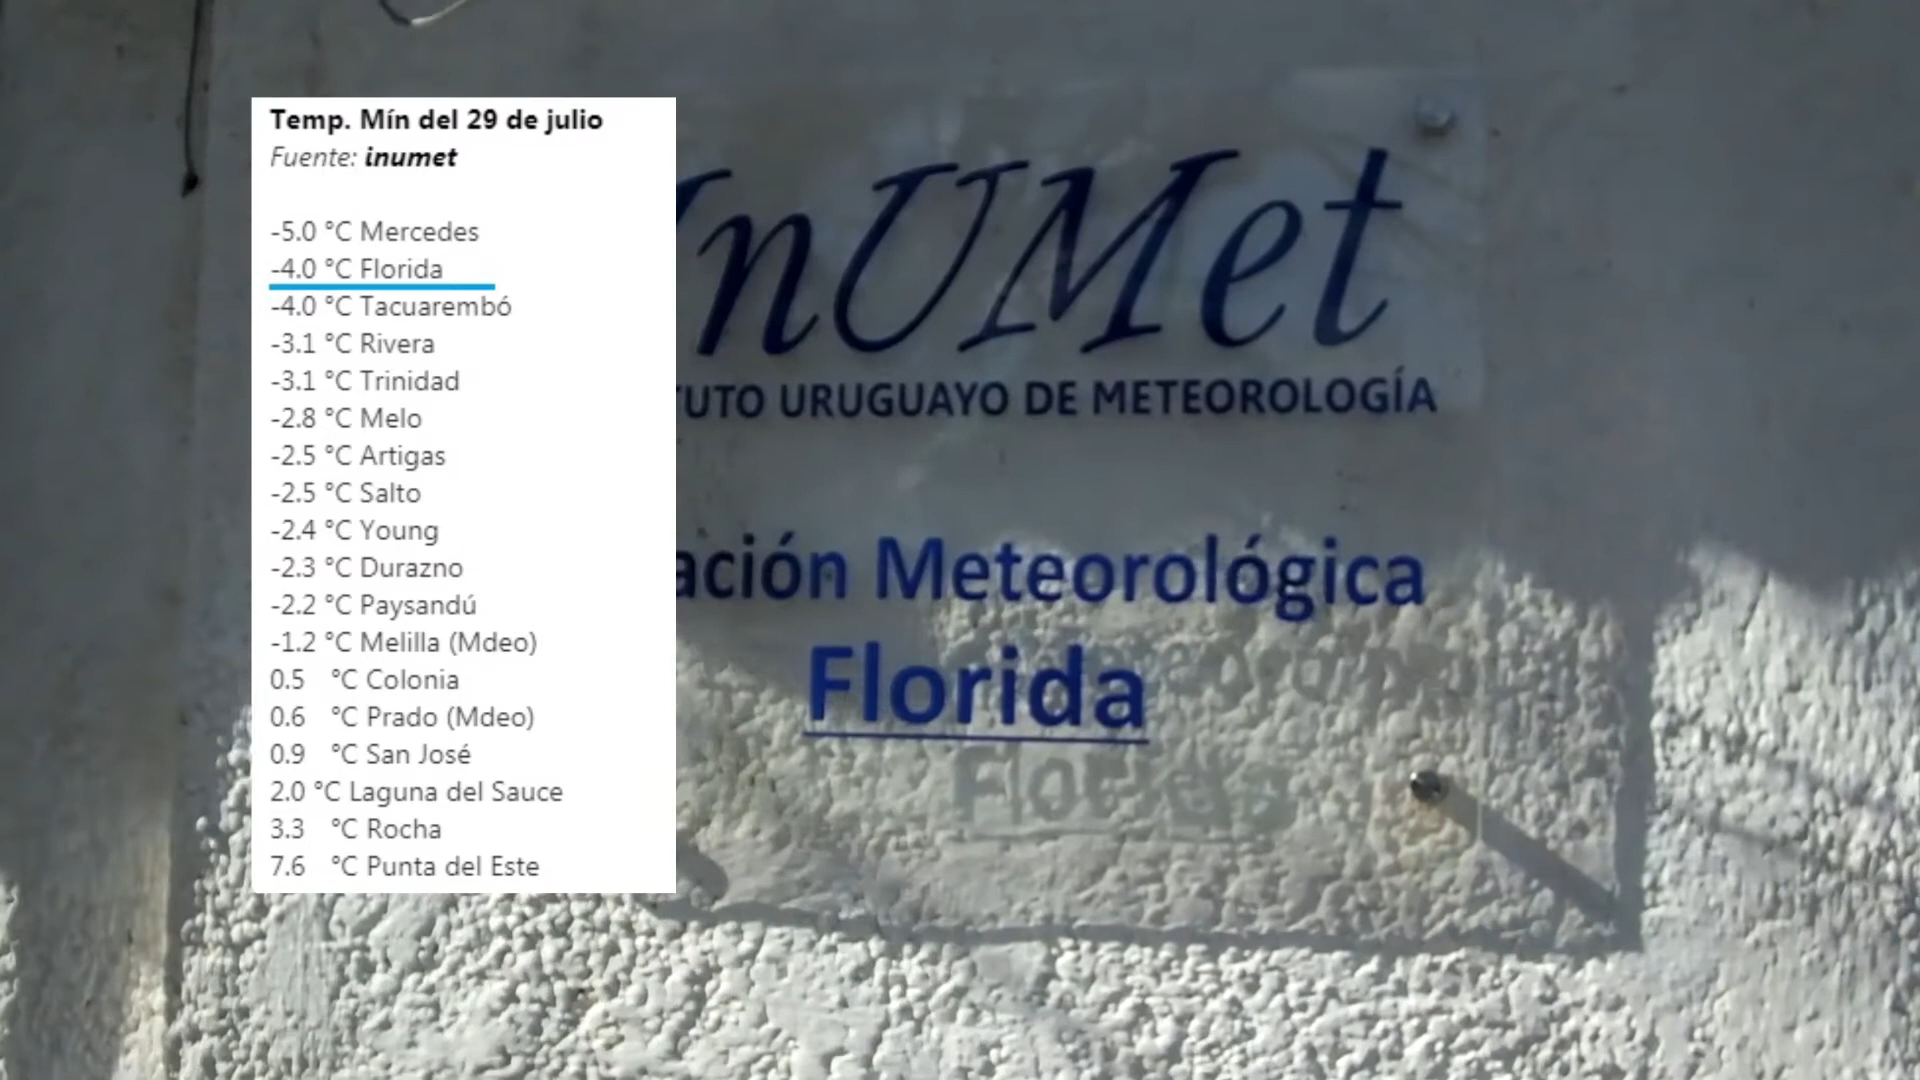 Temp. Mín del 29 de julio
Fuente: inumet
-5.0 °C Mercedes
-4.0 °C Florida
-4.0 °C Tacuarembó
-3.1 °C Rivera
-3.1 °C Trinidad
-2.8 °C Melo
-2.5 °C Artigas
-2.5 °C Salto
-2.4 °C Young
-2.3 °C Durazno
-2.2 °C Paysandú
-1.2 °C Melilla (Mdeo)
0.5 °C Colonia
0.6 °C Prado (Mdeo)
0.9 °C San José
2.0 °C Laguna del Sauce
3.3 °C Rocha
7.6 °C Punta del Este
InUMet
URUGUAYO DE METEOROLOGÍA
Meteorológica
Florida